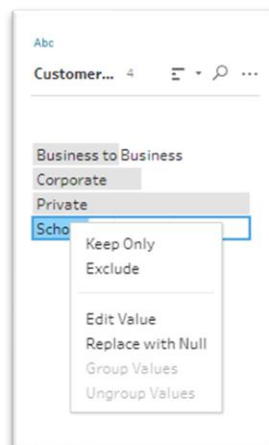 Abc
Customer... 4
Business to Business
Corporate
Private
Scho
Keep Only
Exclude
Edit Value
Replace with Null
Group Values
Ungroup Values